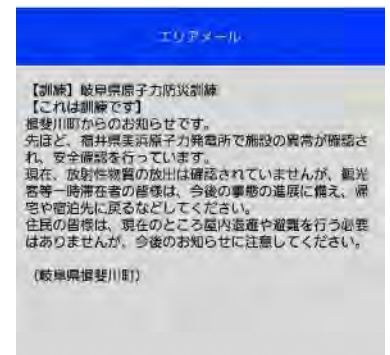 エリアメール
【訓練】岐阜県原子力防災訓練
【これは訓練です】
揖斐川町からのお知らせです。
先ほど、福井県美浜原子力発電所で施設の異常が確認さ
れ、安全確認を行っています。
現在、放射性物質の放出は確認されていませんが、観光
客等一時滞在者の皆様は、今後の事態の進展に備え、帰
宅や宿泊先に戻るなどしてください。
住民の皆様は、現在のところ屋内退避や避難を行う必要
はありませんが、今後のお知らせに注意してください。
（岐阜県揖斐川町）